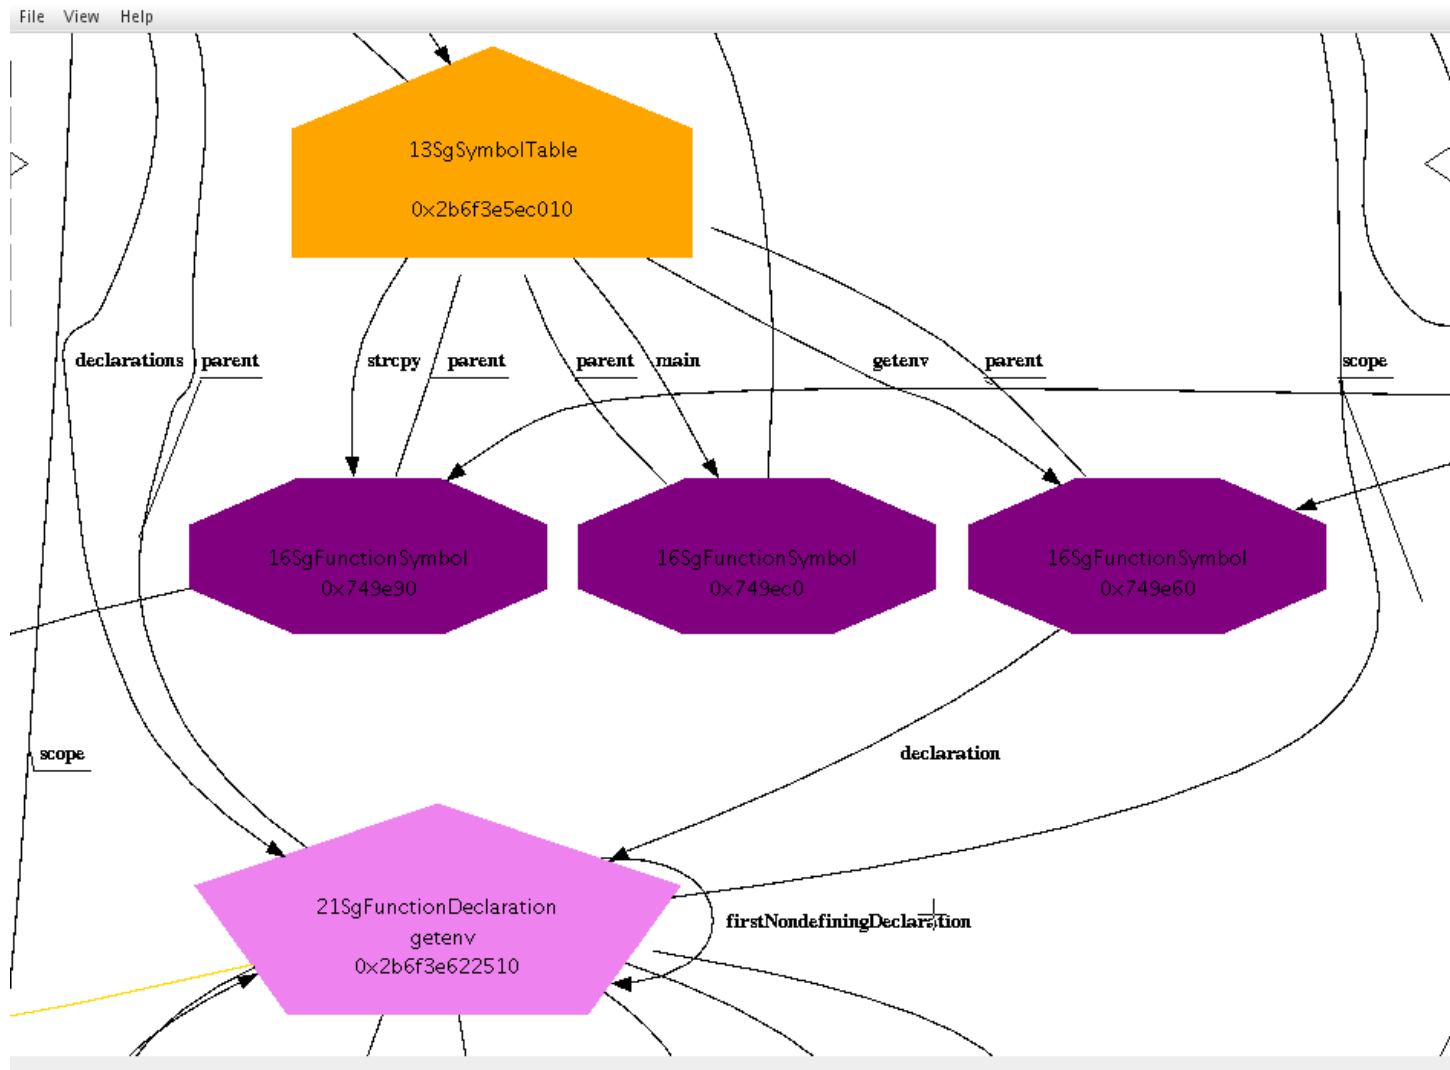 File View Help
13SgSymbolTable
0x2b6f3e5ec010
declarations parent strcpy parent parent main getenv parent scope
16SgFunctionSymbol
0x749e90
16SgFunctionSymbol
0x749ec0
16SgFunctionSymbol
0x749e60
scope
declaration
21SgFunctionDeclaration
getenv
0x2b6f3e622510
firstNondefiningDeclaration